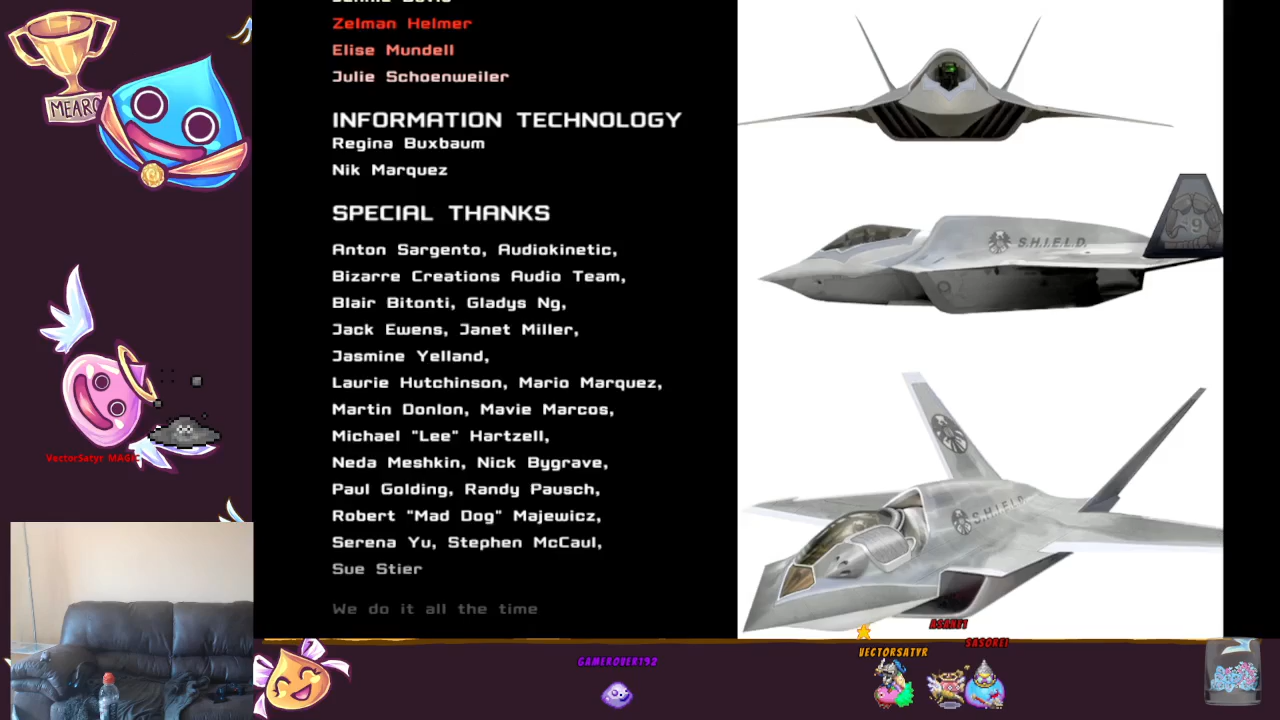 Zelman Helmer
Elise Mundell
Julie Schoenweiler
INFORMATION TECHNOLOGY
Regina Buxbaum
Nik Marquez
SPECIAL THANKS
Anton Sargento, Audiokinetic,
Bizarre Creations Audio Team,
Blair Bitonti, Gladys Ng,
Jack Ewens, Janet Miller,
Jasmine Yelland,
Laurie Hutchinson, Mario Marquez,
Martin Donlon, Mavie Marcos,
Michael "Lee" Hartzell,
Neda Meshkin, Nick Bygrave,
Paul Golding, Randy Pausch,
Robert "Mad Dog" Majewicz,
Serena Yu, Stephen McCaul,
Sue Stier
We do it all the time
S.H.I.E.L.D.
9
S.H.I.E.L.D.
VectorSatyr MAGIC
GAMEROVER192
VECTORSATYR